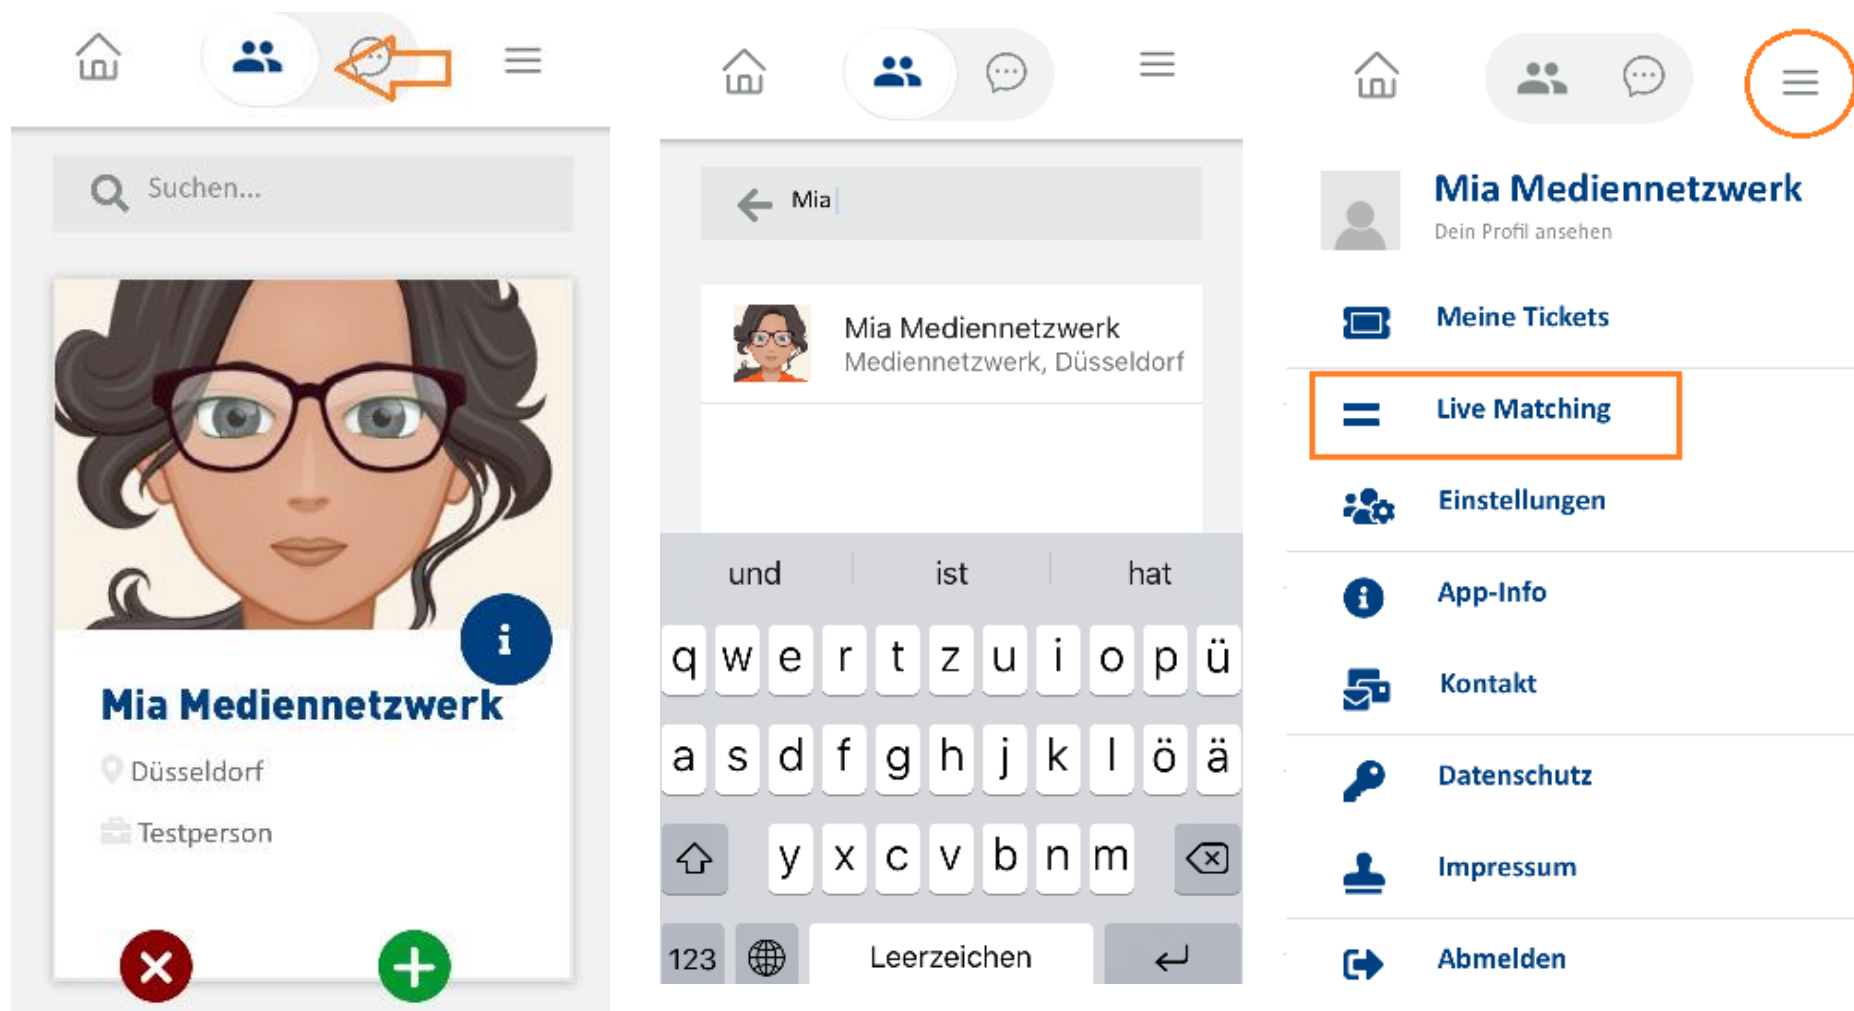 Suchen...
Mia Mediennetzwerk
Düsseldorf
Testperson
Mia
Mia Mediennetzwerk
Mediennetzwerk, Düsseldorf
und ist hat
q w e r t z u i o p ü
a s d f g h j k l ö ä
y x c v b n m
123 Leerzeichen
Mia Mediennetzwerk
Dein Profil ansehen
Meine Tickets
Live Matching
Einstellungen
App-Info
Kontakt
Datenschutz
Impressum
Abmelden